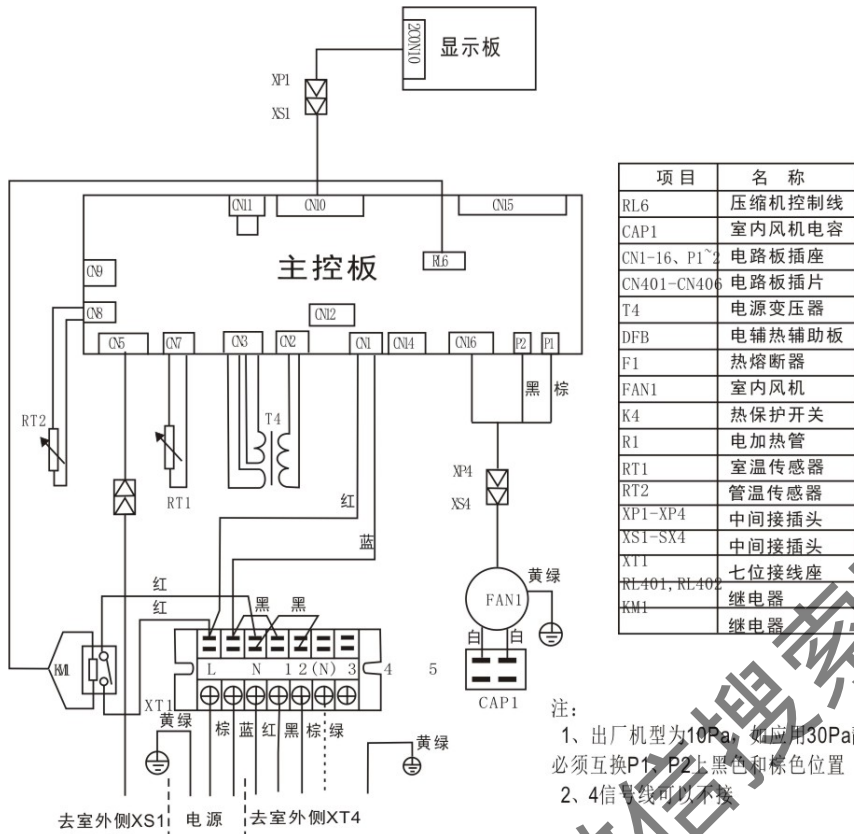 2CON10
显示板
XP1
XS1
CN11
CN10
CN15
主控板
RL6
CN9
CN8
CN12
CN5
CN7
CN3
CN2
CN1
CN14
CN16
P2
P1
黑
棕
RT2
T4
RT1
红
蓝
XP4
XS4
红
红
黑
黑
KM1
FAN1
黄绿
白
白
CAP1
L N 1 2(N) 3 4 5
XT1
黄绿
棕
蓝
红
黑
棕
绿
黄绿
去室外侧XS1
电源
去室外侧XT4
项目 名 称
RL6 压缩机控制线
CAP1 室内风机电容
CN1-16、P1~2 电路板插座
CN401-CN406 电路板插片
T4 电源变压器
DFB 电辅热辅助板
F1 热熔断器
FAN1 室内风机
K4 热保护开关
R1 电加热管
RT1 室温传感器
RT2 管温传感器
XP1-XP4 中间接插头
XS1-SX4 中间接插头
XT1 七位接线座
RL401,RL402 继电器
KM1 继电器
注：
1、出厂机型为10Pa，如应用30Pa
必须互换P1、P2上黑色和棕色位置
2、4信号线可以不接